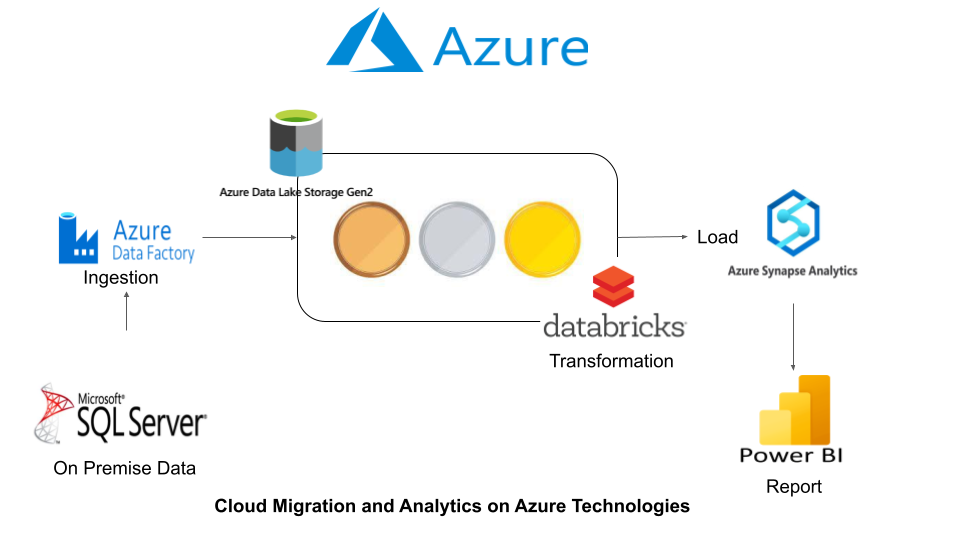 Azure
Azure Data Lake Storage Gen2
Azure
Data Factory
Ingestion
Load
Azure Synapse Analytics
databricks
Transformation
Microsoft®
SQL Server®
On Premise Data
Power BI
Report
Cloud Migration and Analytics on Azure Technologies